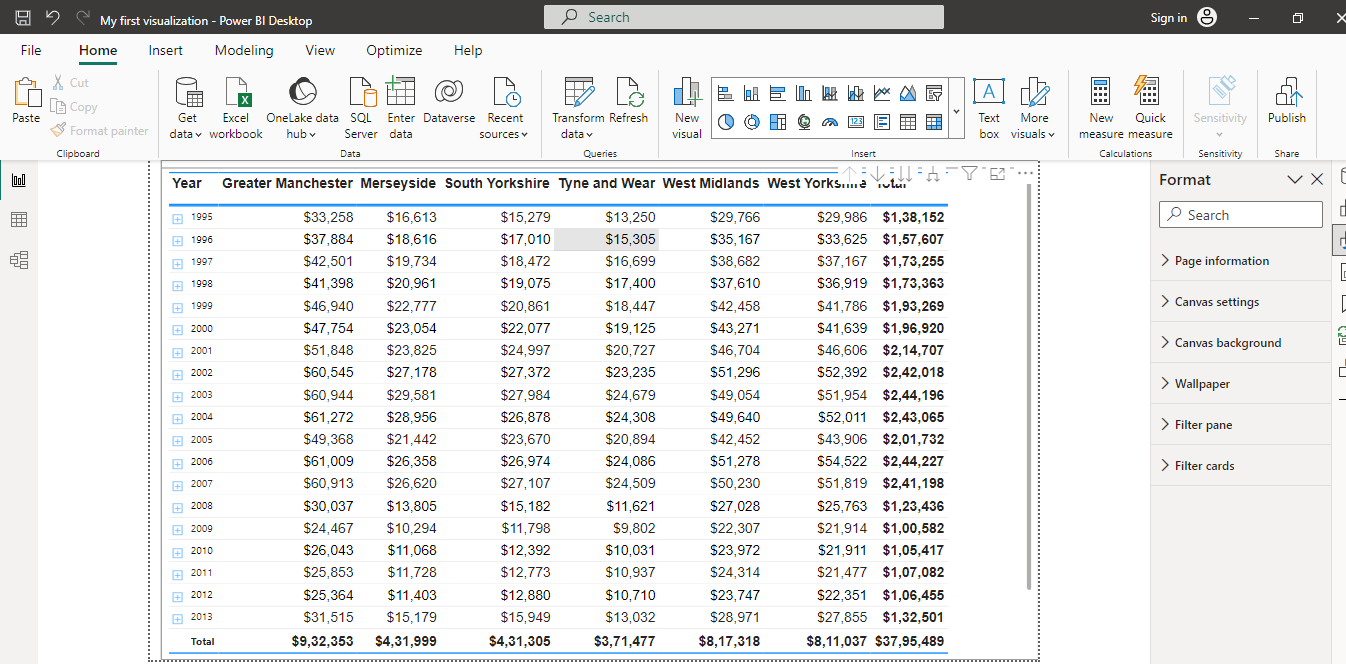 My first visualization - Power BI Desktop
Search
Sign in
File Home Insert Modeling View Optimize Help
Paste
Cut
Copy
Format painter
Clipboard
Get data
Excel workbook
OneLake data hub
SQL Server
Enter data
Dataverse
Recent sources
Data
Transform data
Refresh
Queries
New visual
123
A
Text box
More visuals
Insert
New measure
Quick measure
Calculations
Sensitivity
Sensitivity
Publish
Share
Year Greater Manchester Merseyside South Yorkshire Tyne and Wear West Midlands West Yorkshire Total
1995 $33,258 $16,613 $15,279 $13,250 $29,766 $29,986 $1,38,152
1996 $37,884 $18,616 $17,010 $15,305 $35,167 $33,625 $1,57,607
1997 $42,501 $19,734 $18,472 $16,699 $38,682 $37,167 $1,73,255
1998 $41,398 $20,961 $19,075 $17,400 $37,610 $36,919 $1,73,363
1999 $46,940 $22,777 $20,861 $18,447 $42,458 $41,786 $1,93,269
2000 $47,754 $23,054 $22,077 $19,125 $43,271 $41,639 $1,96,920
2001 $51,848 $23,825 $24,997 $20,727 $46,704 $46,606 $2,14,707
2002 $60,545 $27,178 $27,372 $23,235 $51,296 $52,392 $2,42,018
2003 $60,944 $29,581 $27,984 $24,679 $49,054 $51,954 $2,44,196
2004 $61,272 $28,956 $26,878 $24,308 $49,640 $52,011 $2,43,065
2005 $49,368 $21,442 $23,670 $20,894 $42,452 $43,906 $2,01,732
2006 $61,009 $26,358 $26,974 $24,086 $51,278 $54,522 $2,44,227
2007 $60,913 $26,620 $27,107 $24,509 $50,230 $51,819 $2,41,198
2008 $30,037 $13,805 $15,182 $11,621 $27,028 $25,763 $1,23,436
2009 $24,467 $10,294 $11,798 $9,802 $22,307 $21,914 $1,00,582
2010 $26,043 $11,068 $12,392 $10,031 $23,972 $21,911 $1,05,417
2011 $25,853 $11,728 $12,773 $10,937 $24,314 $21,477 $1,07,082
2012 $25,364 $11,403 $12,880 $10,710 $23,747 $22,351 $1,06,455
2013 $31,515 $15,179 $15,949 $13,032 $28,971 $27,855 $1,32,501
Total $9,32,353 $4,31,999 $4,31,305 $3,71,477 $8,17,318 $8,11,037 $37,95,489
Format
Search
Page information
Canvas settings
Canvas background
Wallpaper
Filter pane
Filter cards